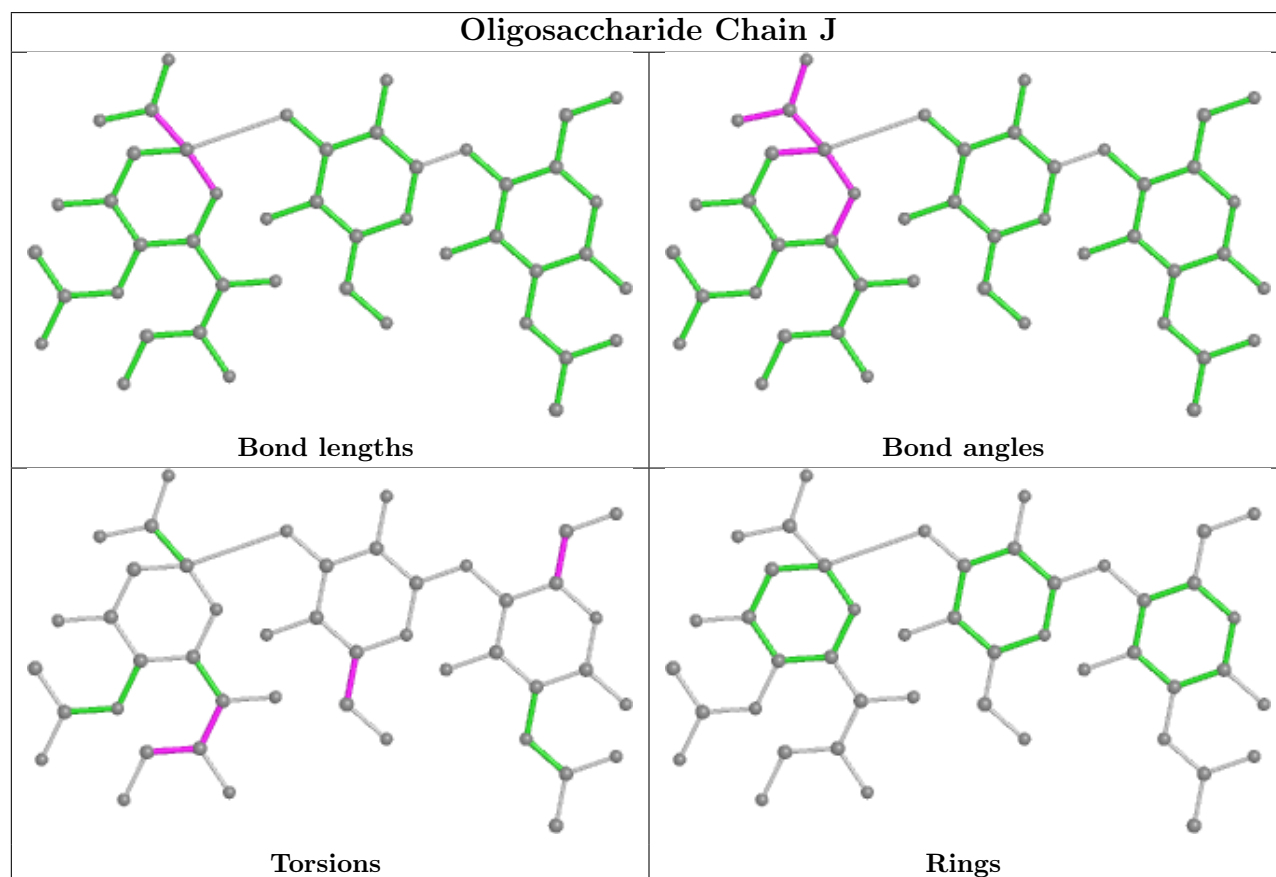 Oligosaccharide Chain J
Bond lengths
Bond angles
Torsions
Rings